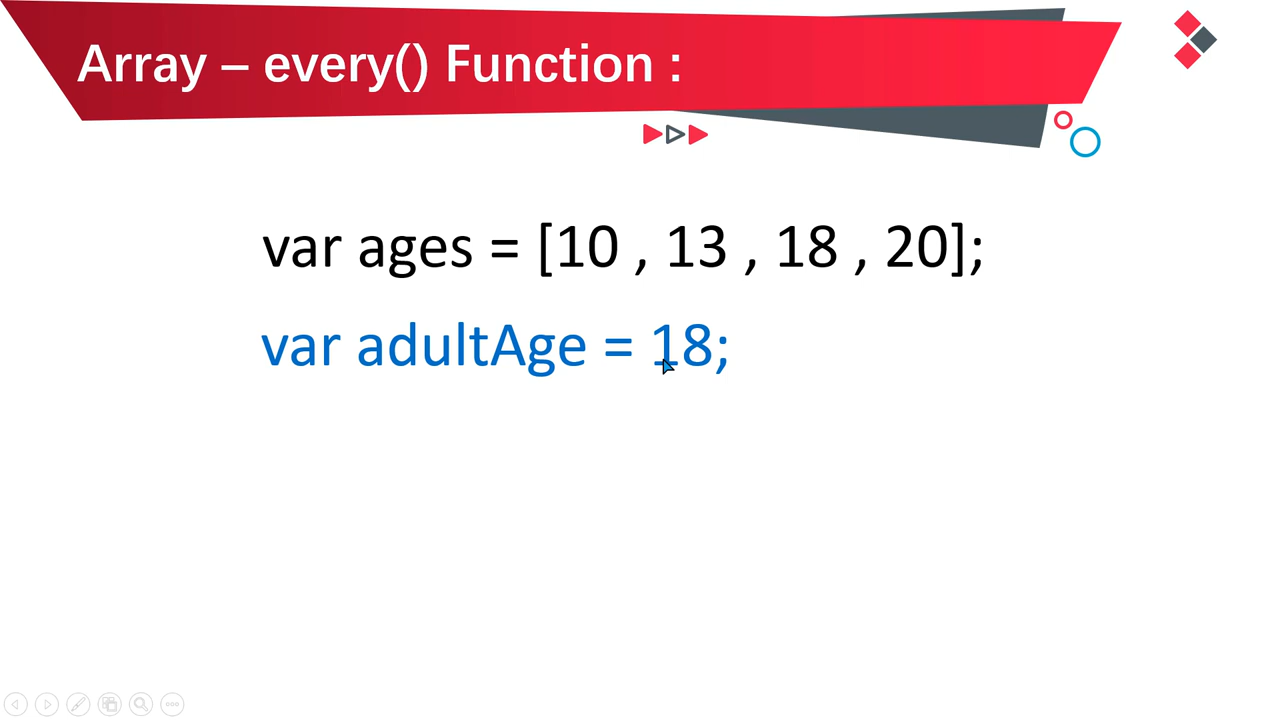 Array – every() Function :
var ages = [10 , 13 , 18 , 20];
var adultAge = 18;